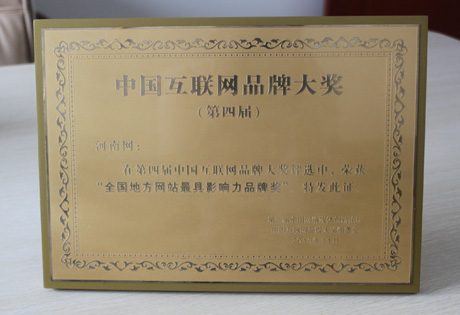 中国互联网品牌大奖
（第四届）
河南网：
在第四届中国互联网品牌大奖评选中，荣获
“全国地方网站最具影响力品牌奖”，特发此证